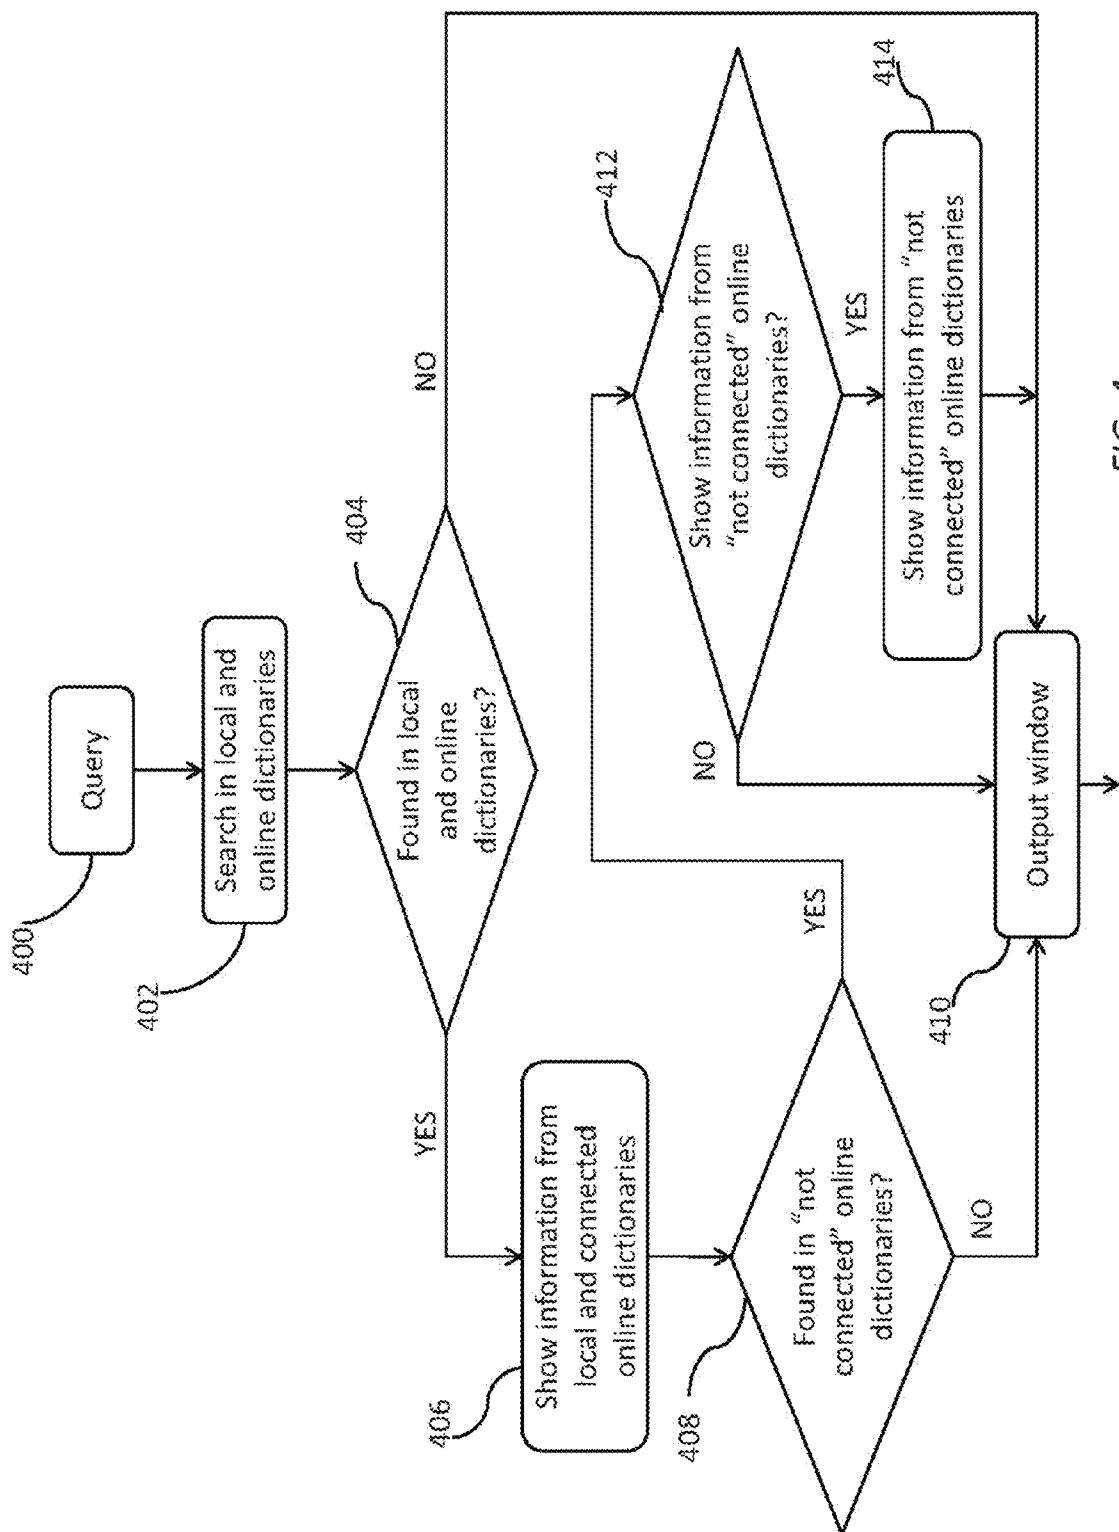 400
Query
402
Search in local and
online dictionaries
404
Found in local
and online
dictionaries?
YES
NO
406
Show information from
local and connected
online dictionaries
408
Found in “not
connected” online
dictionaries?
YES
NO
412
Show information from
“not connected” online
dictionaries?
NO
YES
414
Show information from “not
connected” online dictionaries
410
Output window